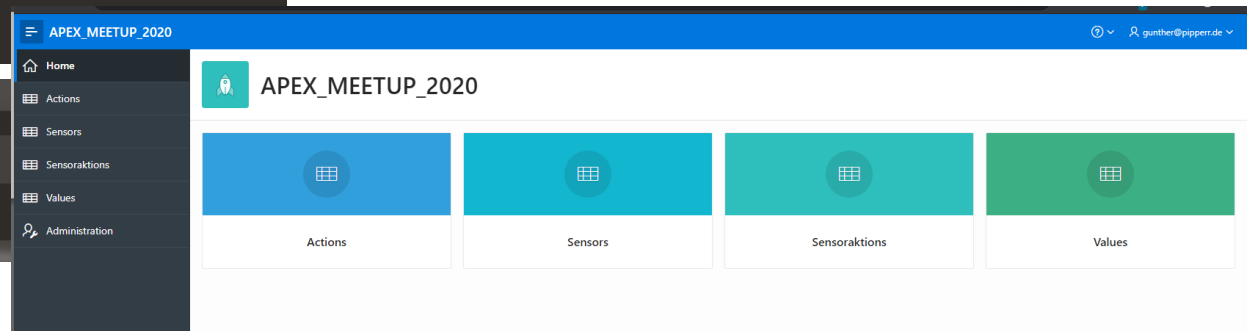 APEX_MEETUP_2020
gunther@pipperr.de
Home
Actions
Sensors
Sensoraktions
Values
Administration
APEX_MEETUP_2020
Actions
Sensors
Sensoraktions
Values